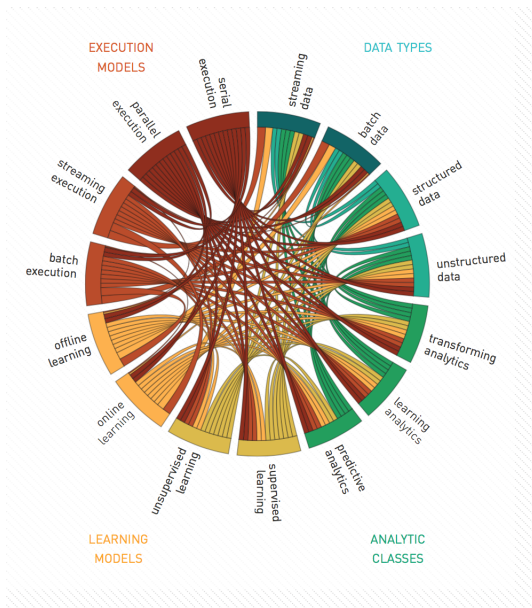 EXECUTION
MODELS
DATA TYPES
serial
execution
streaming
data
parallel
execution
batch
data
streaming
execution
structured
data
batch
execution
unstructured
data
offline
learning
transforming
analytics
online
learning
learning
analytics
unsupervised
learning
supervised
learning
predictive
analytics
LEARNING
MODELS
ANALYTIC
CLASSES